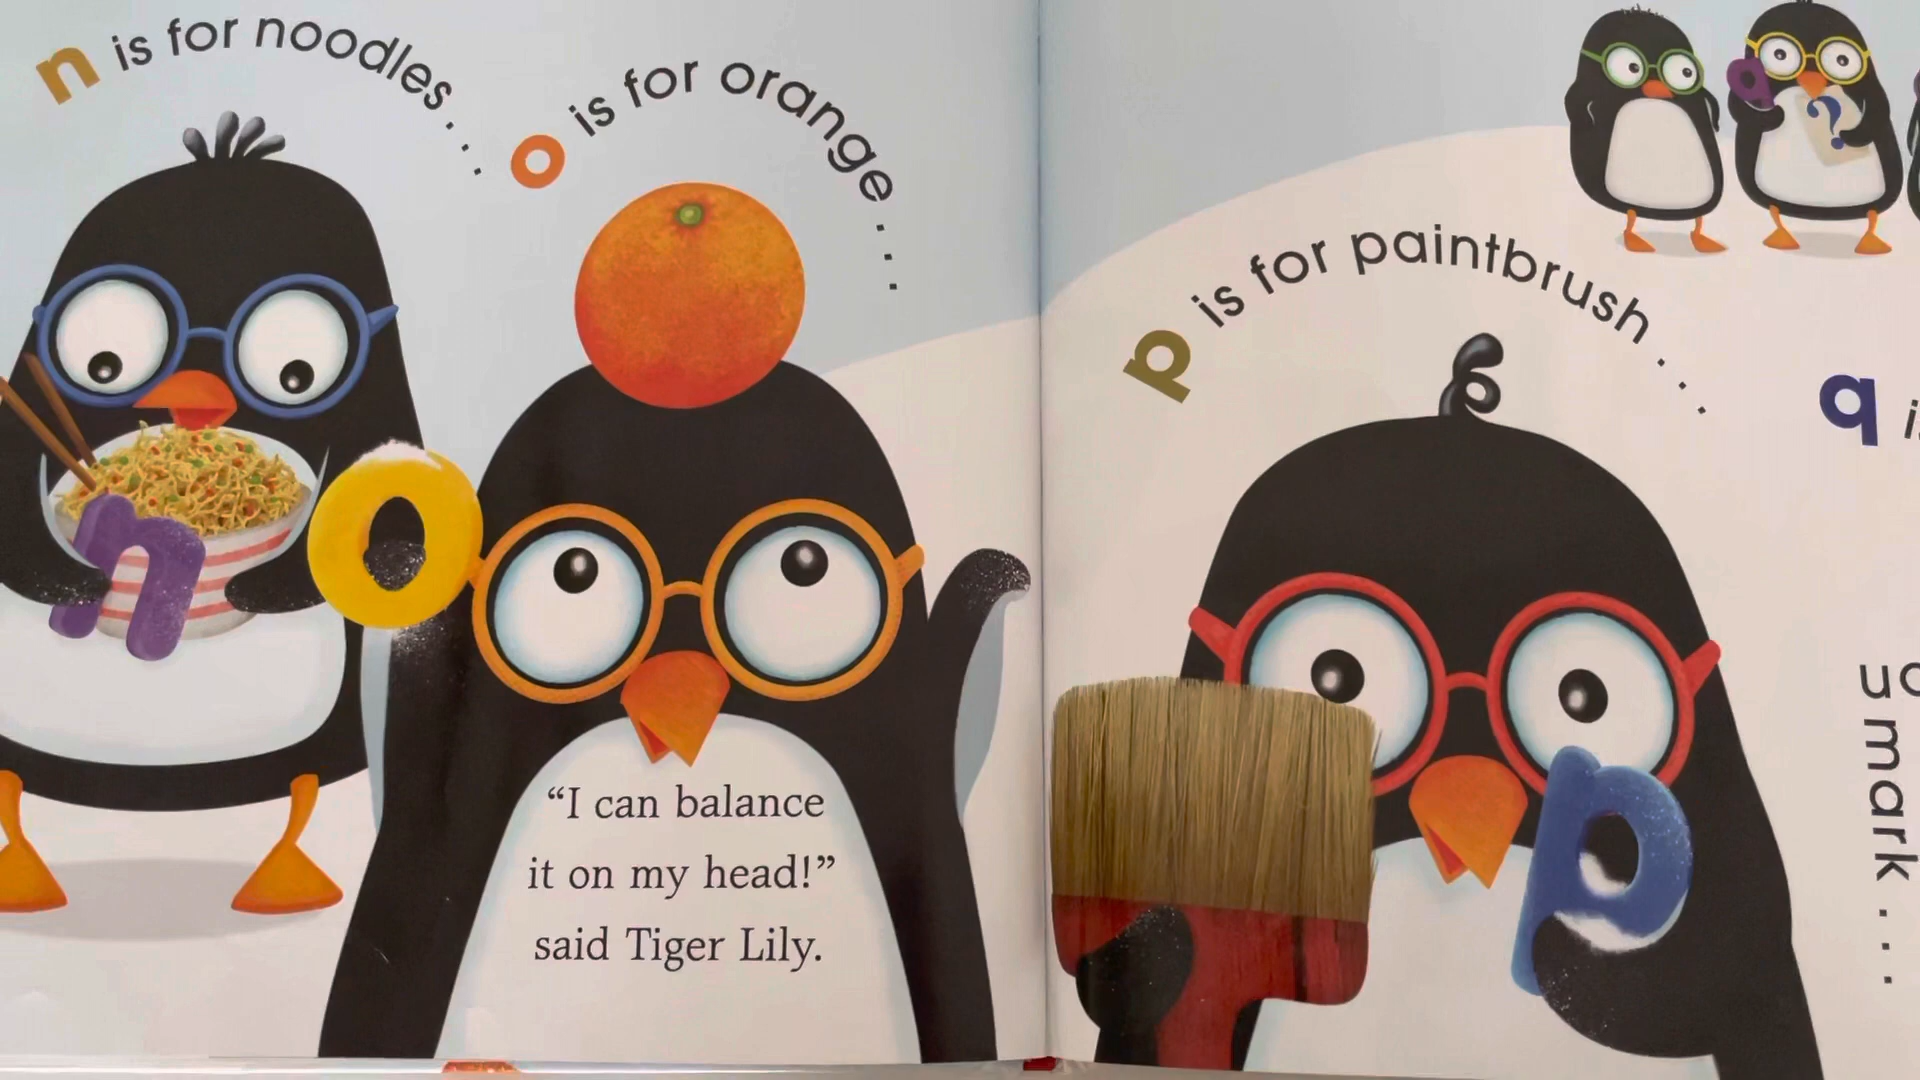 n is for noodles...
n
o is for orange...
o
"I can balance
it on my head!"
said Tiger Lily.
p is for paintbrush...
p
q
?
q
mark...